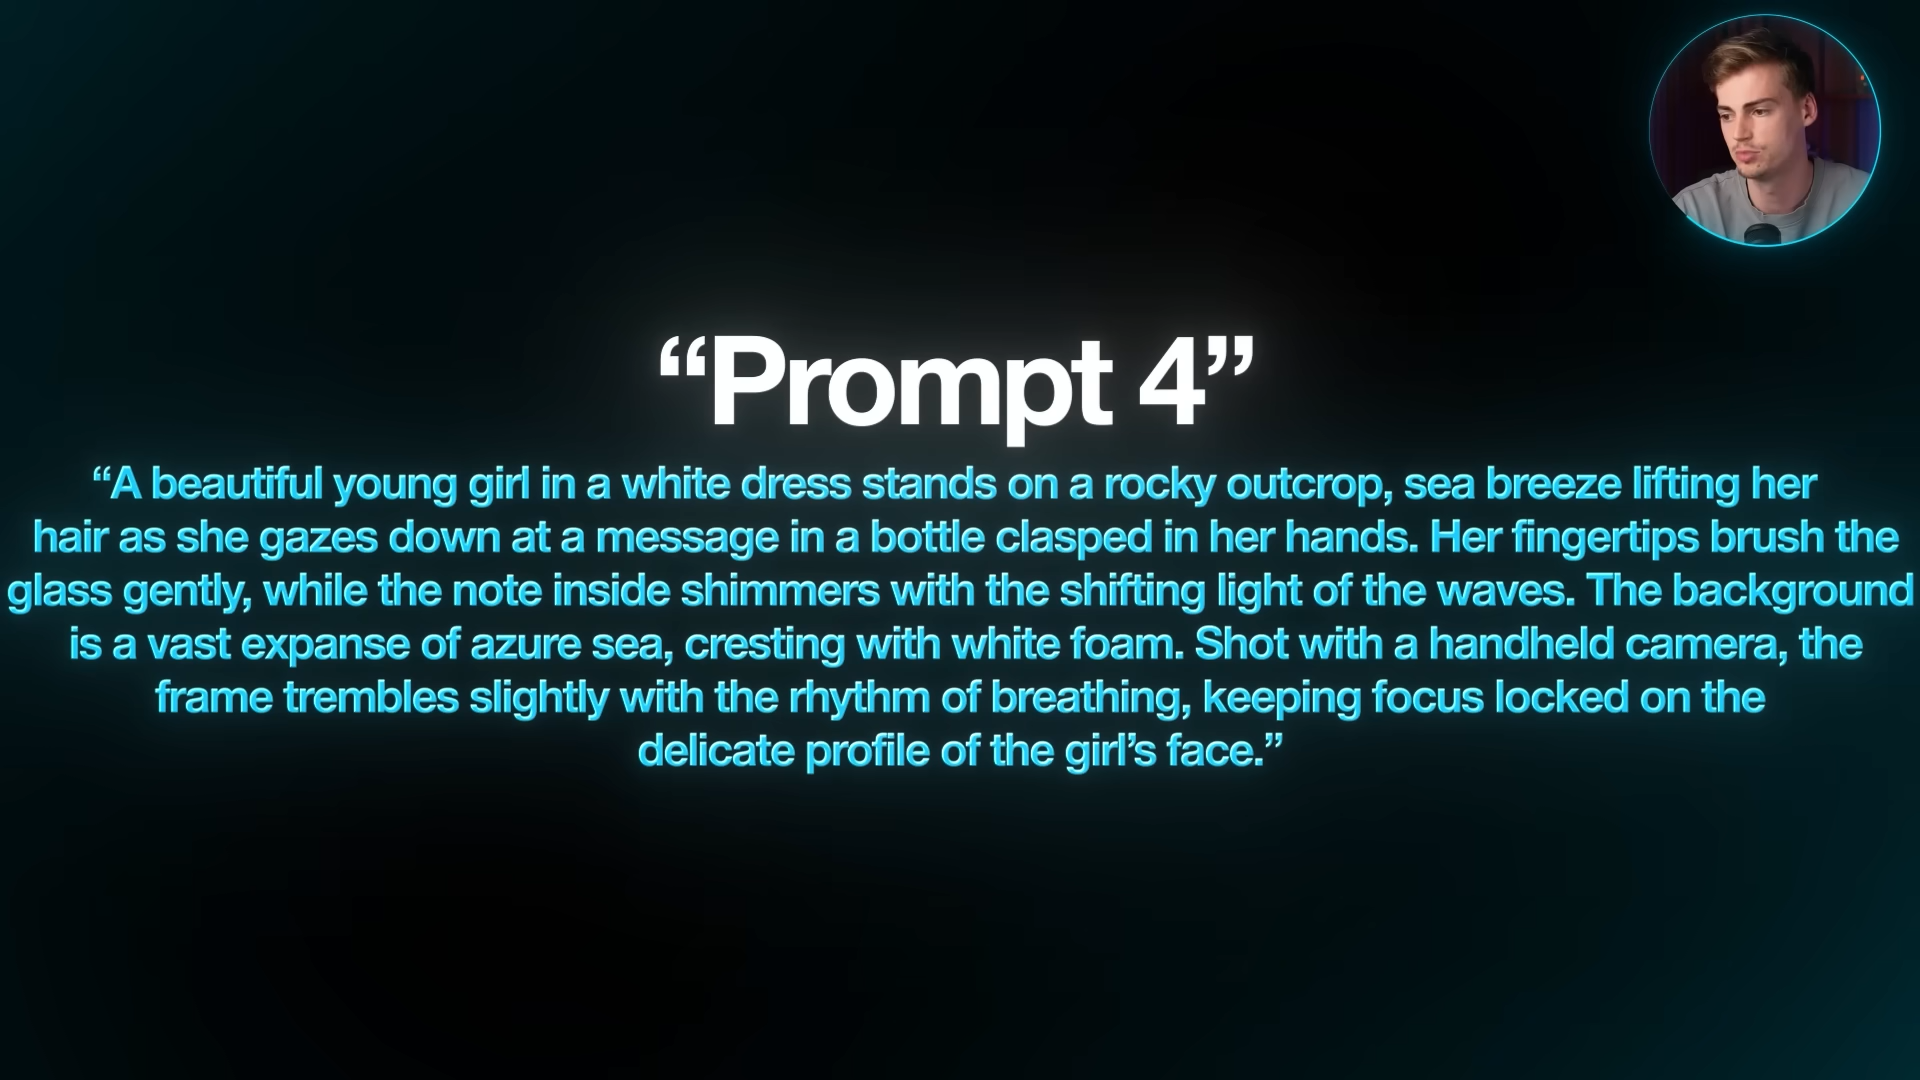 “Prompt 4”
“A beautiful young girl in a white dress stands on a rocky outcrop, sea breeze lifting her
hair as she gazes down at a message in a bottle clasped in her hands. Her fingertips brush the
glass gently, while the note inside shimmers with the shifting light of the waves. The background
is a vast expanse of azure sea, cresting with white foam. Shot with a handheld camera, the
frame trembles slightly with the rhythm of breathing, keeping focus locked on the
delicate profile of the girl’s face.”